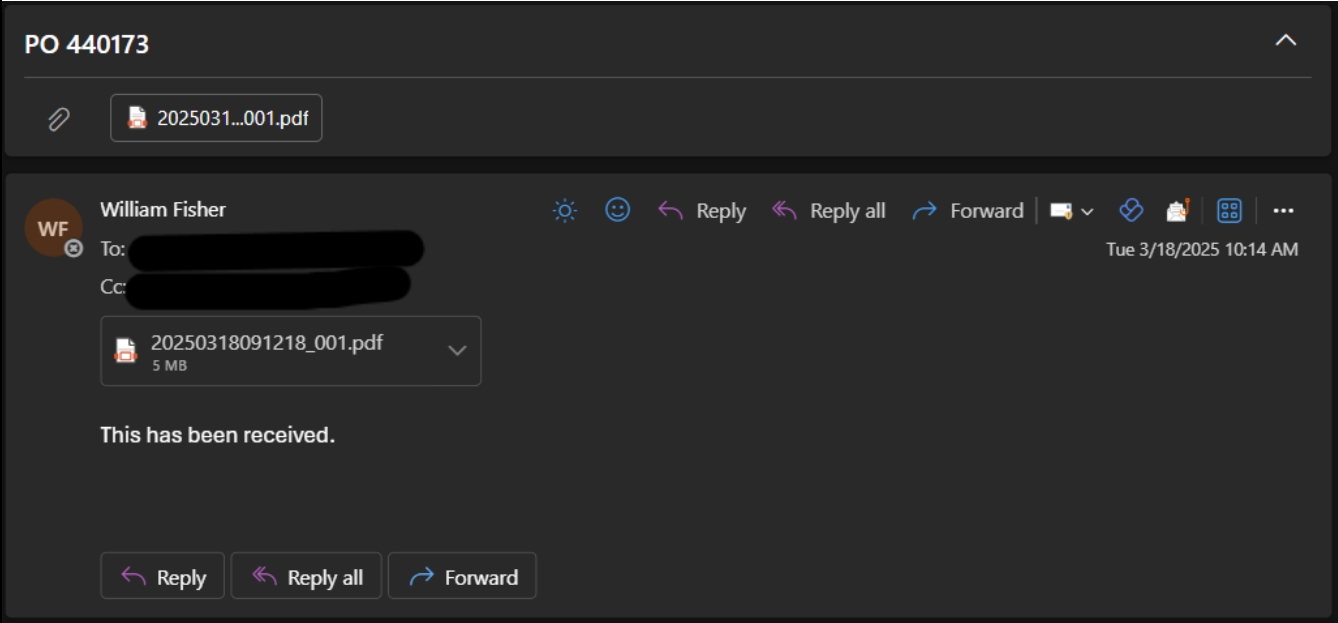 PO 440173
2025031...001.pdf
William Fisher
Reply
Reply all
Forward
WF
To:
Tue 3/18/2025 10:14 AM
Cc:
20250318091218_001.pdf
5 MB
This has been received.
Reply
Reply all
Forward